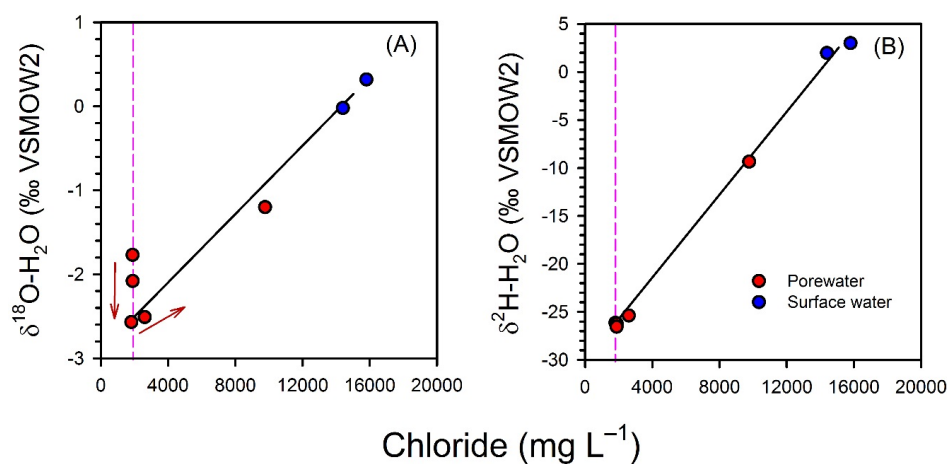 (A)
δ¹⁸O-H₂O (‰ VSMOW2)
1
0
-1
-2
-3
0 4000 8000 12000 16000 20000
(B)
δ²H-H₂O (‰ VSMOW2)
5
0
-5
-10
-15
-20
-25
-30
0 4000 8000 12000 16000 20000
Porewater
Surface water
Chloride (mg L⁻¹)